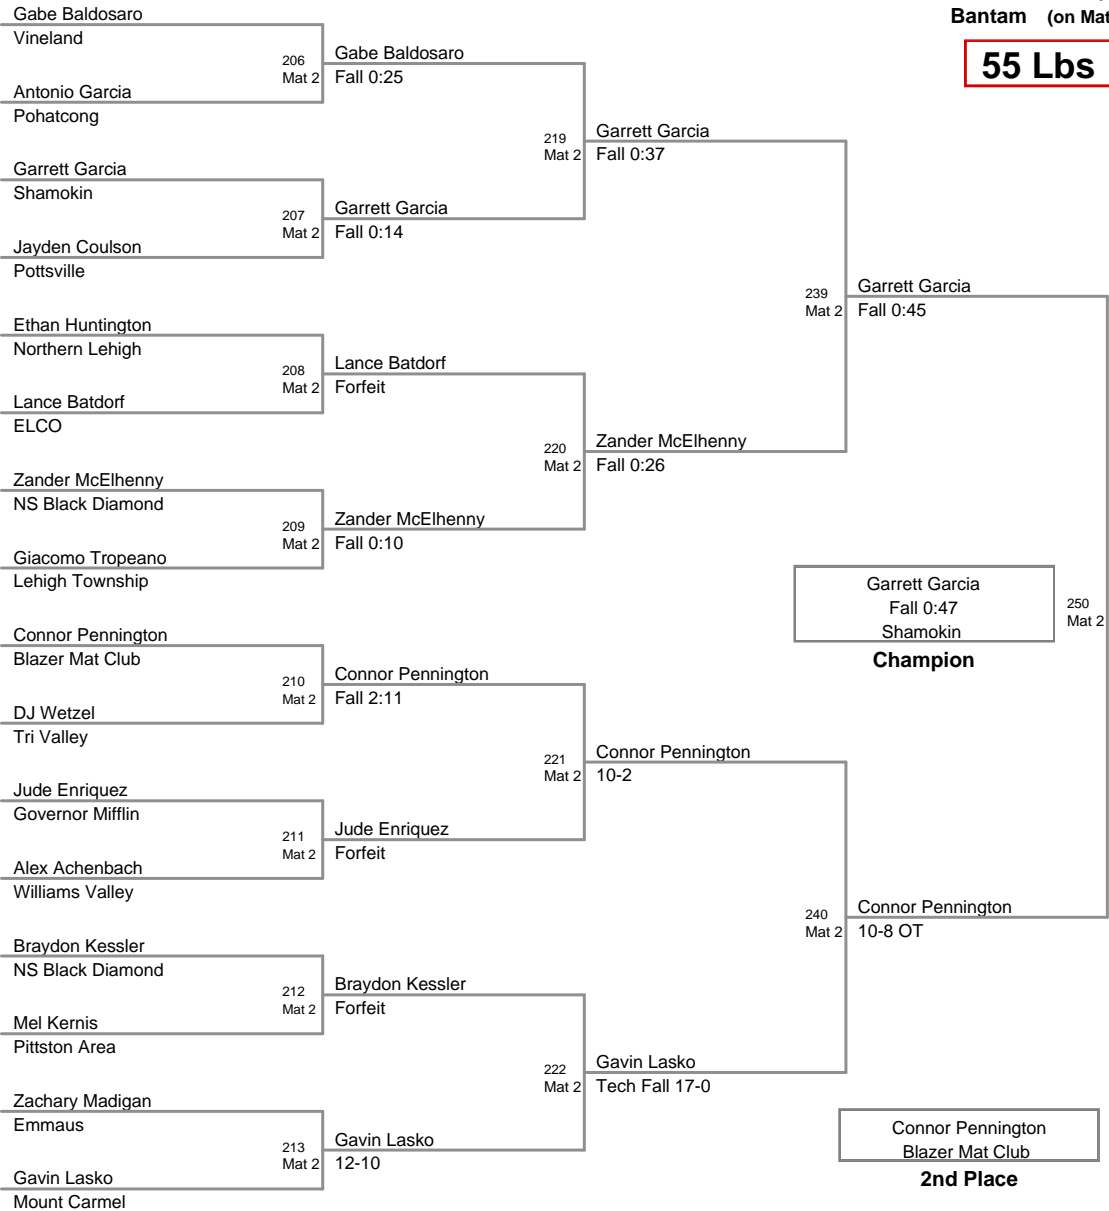 Bantam (on Mat
55 Lbs
Gabe Baldosaro
Vineland
206
Mat 2
Gabe Baldosaro
Fall 0:25
Antonio Garcia
Pohatcong
219
Mat 2
Garrett Garcia
Fall 0:37
Garrett Garcia
Shamokin
207
Mat 2
Garrett Garcia
Fall 0:14
Jayden Coulson
Pottsville
239
Mat 2
Garrett Garcia
Fall 0:45
Ethan Huntington
Northern Lehigh
208
Mat 2
Lance Batdorf
Forfeit
Lance Batdorf
ELCO
220
Mat 2
Zander McElhenny
Fall 0:26
Zander McElhenny
NS Black Diamond
209
Mat 2
Zander McElhenny
Fall 0:10
Giacomo Tropeano
Lehigh Township
Garrett Garcia
Fall 0:47
Shamokin
Champion
250
Mat 2
Connor Pennington
Blazer Mat Club
210
Mat 2
Connor Pennington
Fall 2:11
DJ Wetzel
Tri Valley
221
Mat 2
Connor Pennington
10-2
Jude Enriquez
Governor Mifflin
211
Mat 2
Jude Enriquez
Forfeit
Alex Achenbach
Williams Valley
240
Mat 2
Connor Pennington
10-8 OT
Braydon Kessler
NS Black Diamond
212
Mat 2
Braydon Kessler
Forfeit
Mel Kernis
Pittston Area
222
Mat 2
Gavin Lasko
Tech Fall 17-0
Zachary Madigan
Emmaus
213
Mat 2
Gavin Lasko
12-10
Gavin Lasko
Mount Carmel
Connor Pennington
Blazer Mat Club
2nd Place